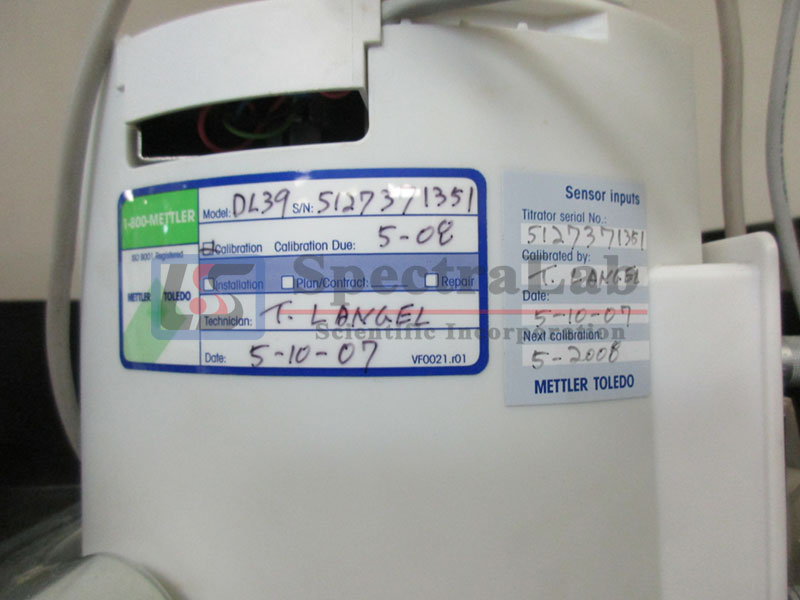 1-800-METTLER
ISO 9001 Registered
METTLER TOLEDO
Model: DL39 S/N: 5127371351
Calibration Calibration Due: 5-08
Installation Plan/Contract: Repair
Technician: T. LANGEL
Date: 5-10-07 VF0021.r01
Sensor inputs
Titrator serial No.:
5127371351
Calibrated by:
T. LANGEL
Date:
5-10-07
Next calibration:
5-2008
METTLER TOLEDO
SpectraLab
Scientific Incorporation